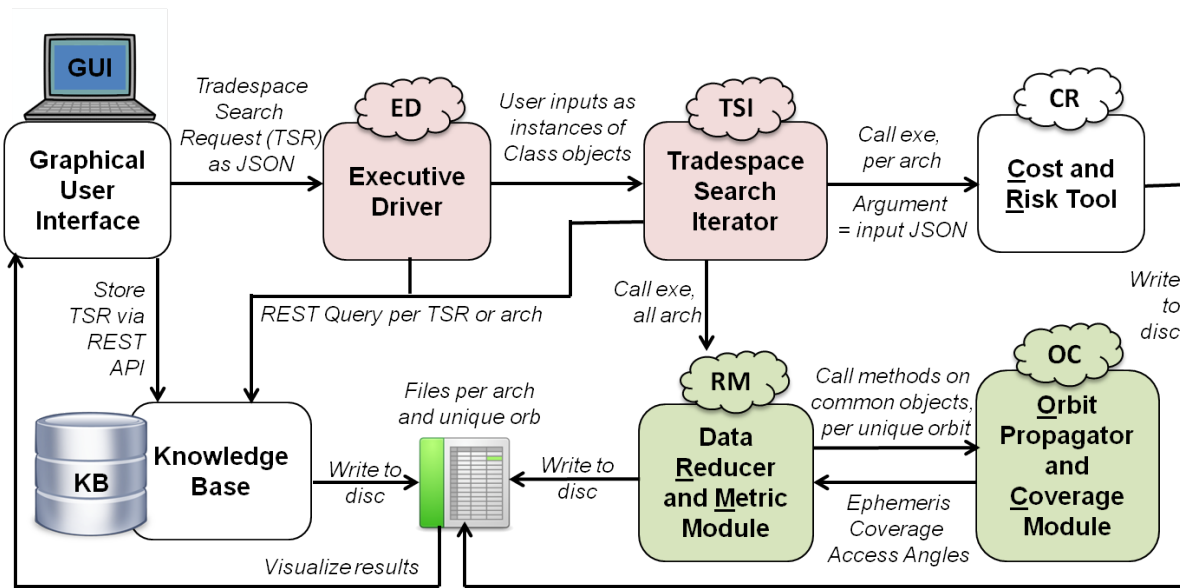 GUI
Graphical
User
Interface
Tradespace
Search
Request (TSR)
as JSON
ED
Executive
Driver
User inputs as
instances of
Class objects
TSI
Tradespace
Search
Iterator
Call exe,
per arch
Argument
= input JSON
CR
Cost and
Risk Tool
Write
to
disc
Store
TSR via
REST
API
REST Query per TSR or arch
Call exe,
all arch
KB
Knowledge
Base
Write to
disc
Files per arch
and unique orb
Write to
disc
RM
Data
Reducer
and Metric
Module
Call methods on
common objects,
per unique orbit
Ephemeris
Coverage
Access Angles
OC
Orbit
Propagator
and
Coverage
Module
Visualize results